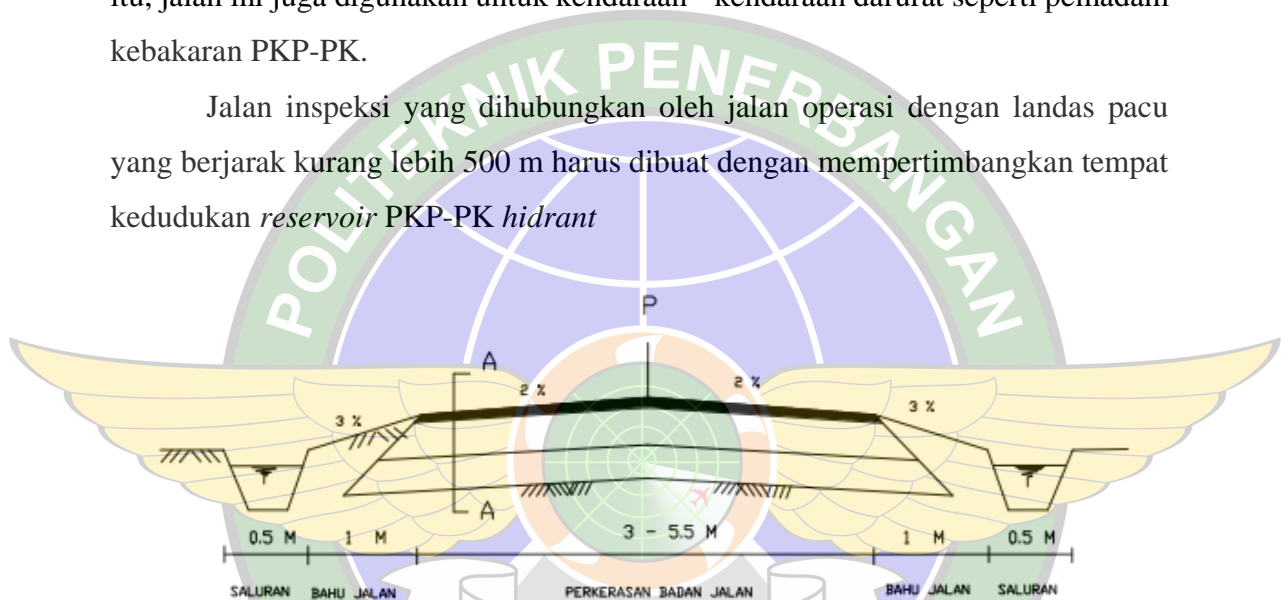 itu, jalan ini juga digunakan untuk kendaraan - kendaraan darurat seperti pemadam
kebakaran PKP-PK.
Jalan inspeksi yang dihubungkan oleh jalan operasi dengan landas pacu
yang berjarak kurang lebih 500 m harus dibuat dengan mempertimbangkan tempat
kedudukan reservoir PKP-PK hidrant
POLITEKNIK PENERBANGAN
P
A
2 % 2 %
3 % 3 %
A
0.5 M 1 M 3 - 5.5 M 1 M 0.5 M
SALURAN BAHU JALAN PERKERASAN BADAN JALAN BAHU JALAN SALURAN